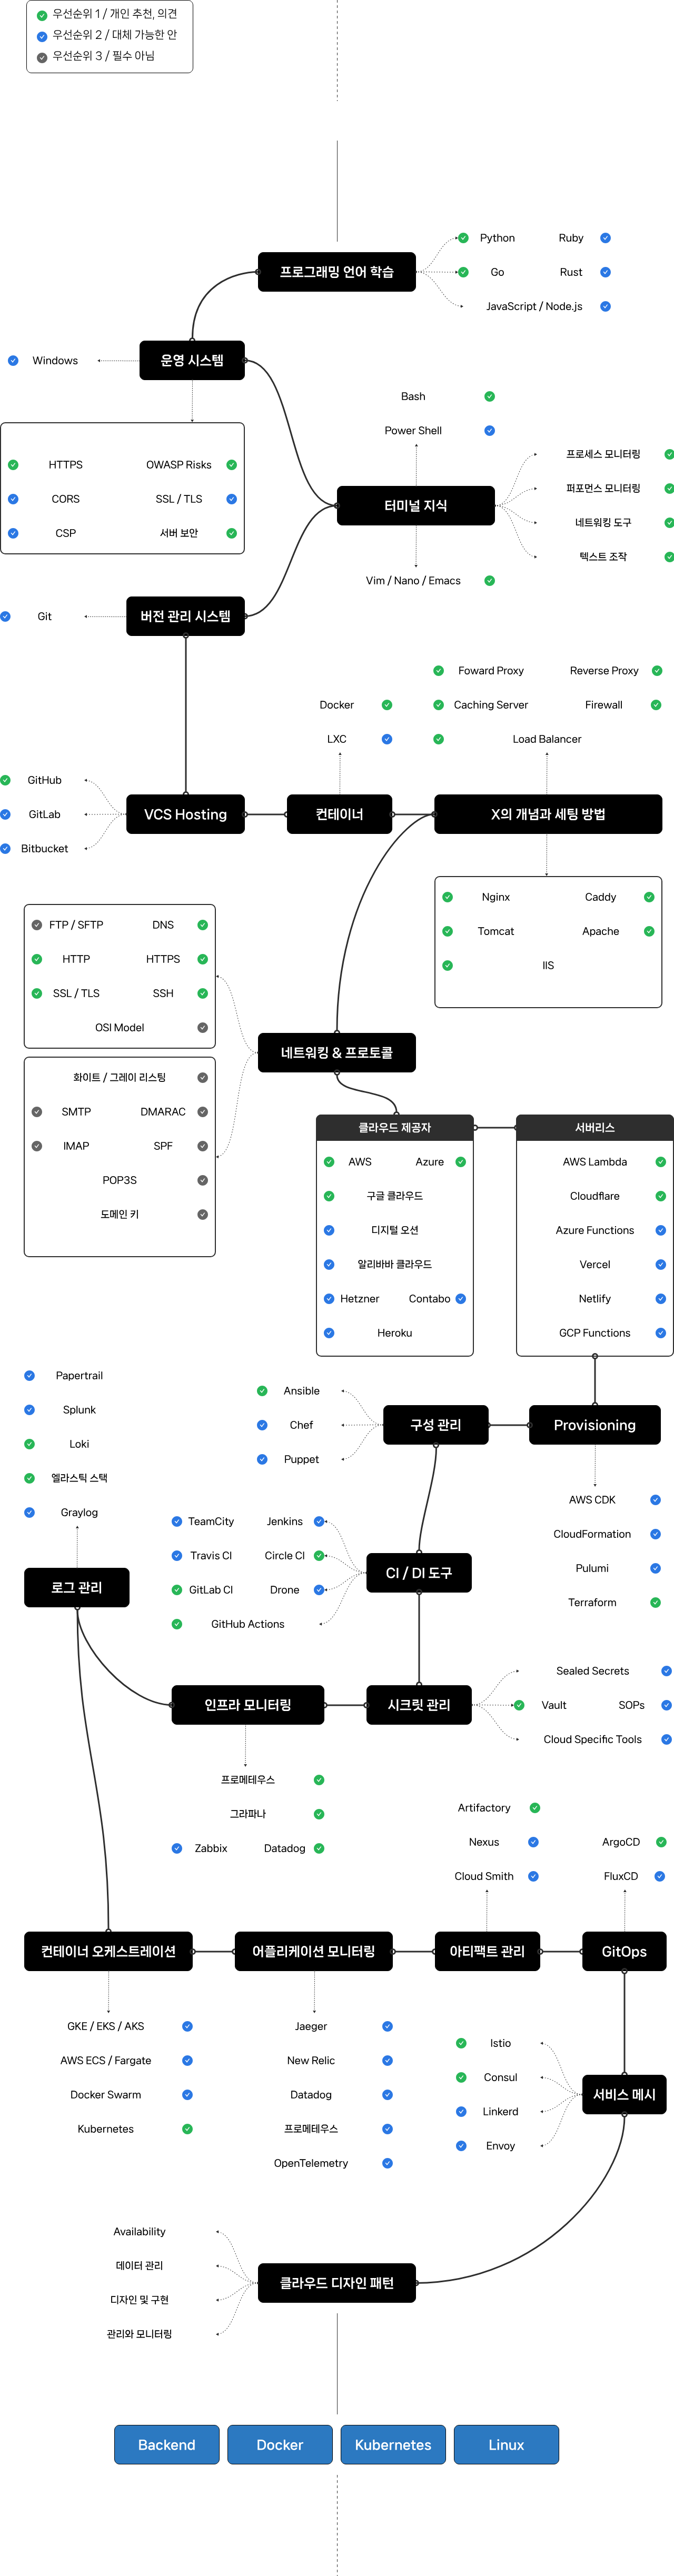 우선순위 1 / 개인 추천, 의견
우선순위 2 / 대체 가능한 안
우선순위 3 / 필수 아님
프로그래밍 언어 학습
Python
Ruby
Go
Rust
JavaScript / Node.js
운영 시스템
Windows
HTTPS
OWASP Risks
CORS
SSL / TLS
CSP
서버 보안
Bash
Power Shell
터미널 지식
프로세스 모니터링
퍼포먼스 모니터링
네트워킹 도구
텍스트 조작
Vim / Nano / Emacs
버전 관리 시스템
Git
Foward Proxy
Reverse Proxy
Caching Server
Firewall
Load Balancer
Docker
LXC
GitHub
GitLab
Bitbucket
VCS Hosting
컨테이너
X의 개념과 세팅 방법
Nginx
Caddy
Tomcat
Apache
IIS
FTP / SFTP
DNS
HTTP
HTTPS
SSL / TLS
SSH
OSI Model
네트워킹 & 프로토콜
화이트 / 그레이 리스팅
SMTP
DMARAC
IMAP
SPF
POP3S
도메인 키
클라우드 제공자
AWS
Azure
구글 클라우드
디지털 오션
알리바바 클라우드
Hetzner
Contabo
Heroku
서버리스
AWS Lambda
Cloudflare
Azure Functions
Vercel
Netlify
GCP Functions
Papertrail
Splunk
Loki
엘라스틱 스택
Graylog
Ansible
Chef
Puppet
구성 관리
Provisioning
AWS CDK
CloudFormation
Pulumi
Terraform
TeamCity
Jenkins
Travis CI
Circle CI
GitLab CI
Drone
GitHub Actions
CI / DI 도구
로그 관리
인프라 모니터링
시크릿 관리
Sealed Secrets
Vault
SOPs
Cloud Specific Tools
프로메테우스
그라파나
Zabbix
Datadog
Artifactory
Nexus
Cloud Smith
ArgoCD
FluxCD
컨테이너 오케스트레이션
어플리케이션 모니터링
아티팩트 관리
GitOps
GKE / EKS / AKS
AWS ECS / Fargate
Docker Swarm
Kubernetes
Jaeger
New Relic
Datadog
프로메테우스
OpenTelemetry
Istio
Consul
Linkerd
Envoy
서비스 메시
Availability
데이터 관리
디자인 및 구현
관리와 모니터링
클라우드 디자인 패턴
Backend
Docker
Kubernetes
Linux